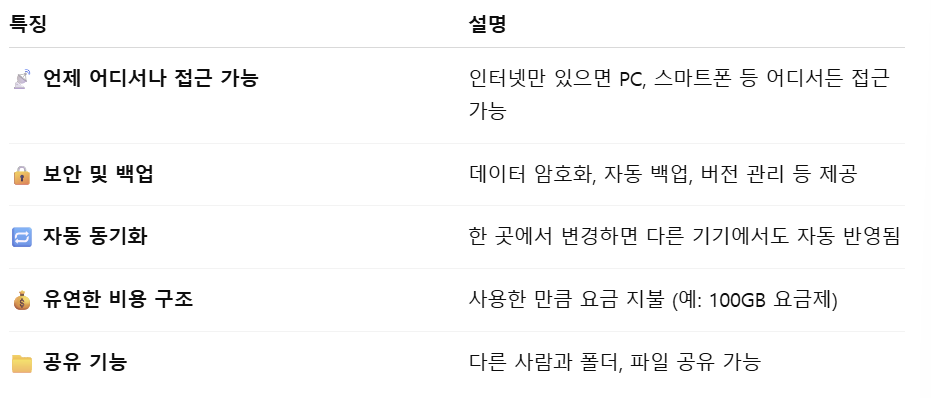 특징 설명
📡 언제 어디서나 접근 가능 인터넷만 있으면 PC, 스마트폰 등 어디서든 접근
가능
🔒 보안 및 백업 데이터 암호화, 자동 백업, 버전 관리 등 제공
🔁 자동 동기화 한 곳에서 변경하면 다른 기기에서도 자동 반영됨
💰 유연한 비용 구조 사용한 만큼 요금 지불 (예: 100GB 요금제)
📁 공유 기능 다른 사람과 폴더, 파일 공유 가능